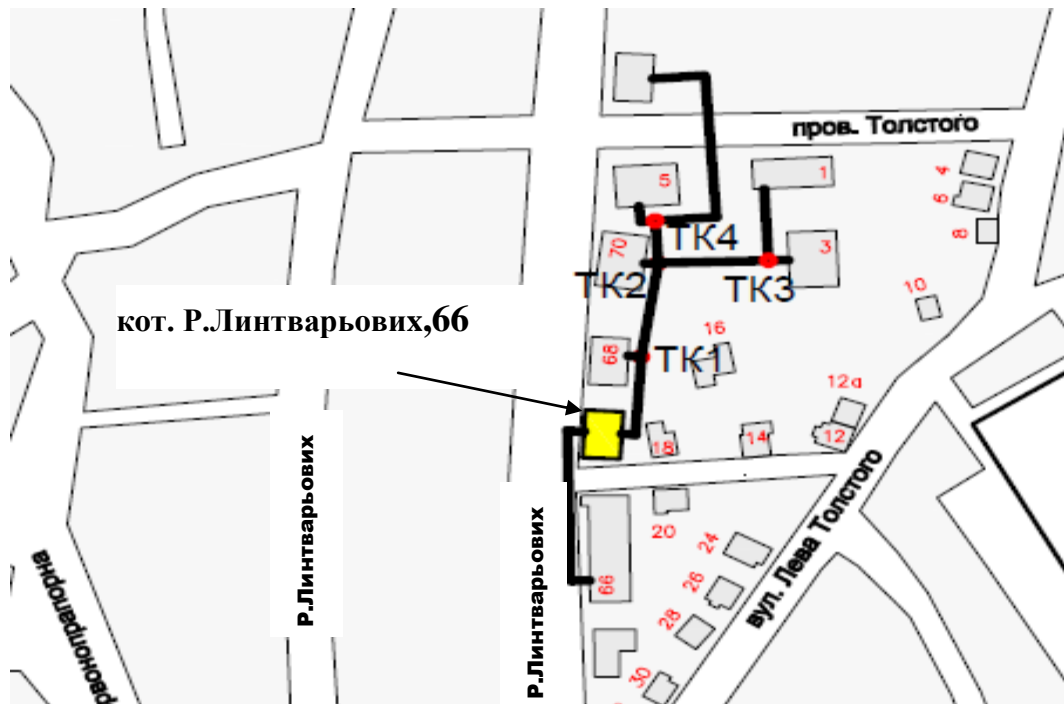 пров. Толстого
5
1
4
6
8
70
ТК4
3
ТК2
ТК3
10
кот. Р.Линтварьових,66
16
68
ТК1
12а
18
14
12
Р.Линтварьових
Р.Линтварьових
20
24
вул. Лева Толстого
66
26
28
30
рвонопрапорна